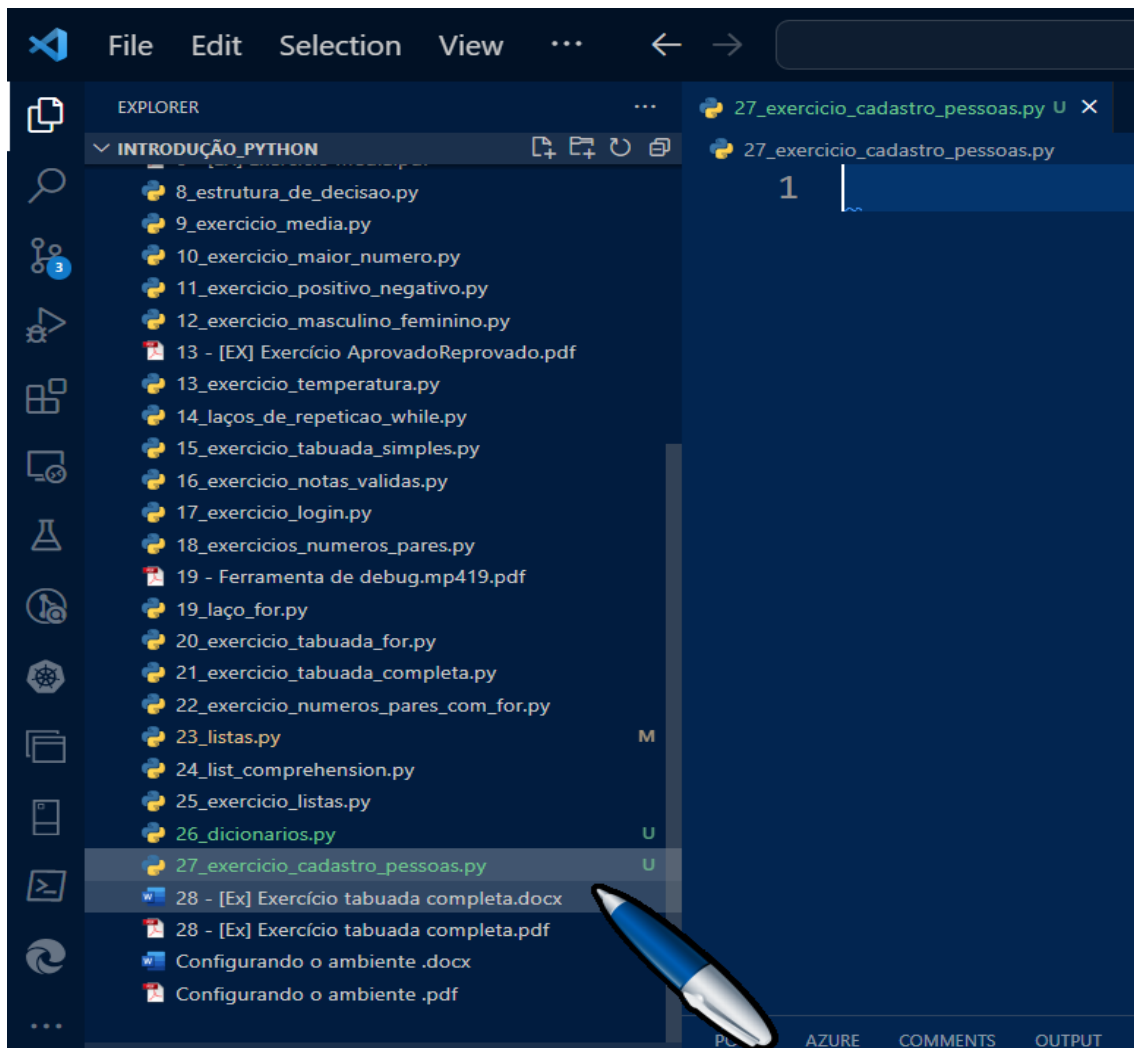 File Edit Selection View ...
EXPLORER ...
27_exercicio_cadastro_pessoas.py U
INTRODUÇÃO_PYTHON
27_exercicio_cadastro_pessoas.py
1
8_estrutura_de_decisao.py
9_exercicio_media.py
10_exercicio_maior_numero.py
11_exercicio_positivo_negativo.py
3
12_exercicio_masculino_feminino.py
13 - [EX] Exercício AprovadoReprovado.pdf
13_exercicio_temperatura.py
14_laços_de_repeticao_while.py
15_exercicio_tabuada_simples.py
16_exercicio_notas_validas.py
17_exercicio_login.py
18_exercicios_numeros_pares.py
19 - Ferramenta de debug.mp419.pdf
19_laço_for.py
20_exercicio_tabuada_for.py
21_exercicio_tabuada_completa.py
22_exercicio_numeros_pares_com_for.py
23_listas.py M
24_list_comprehension.py
25_exercicio_listas.py
26_dicionarios.py U
27_exercicio_cadastro_pessoas.py U
28 - [Ex] Exercício tabuada completa.docx
28 - [Ex] Exercício tabuada completa.pdf
Configurando o ambiente .docx
Configurando o ambiente .pdf
AZURE COMMENTS OUTPUT